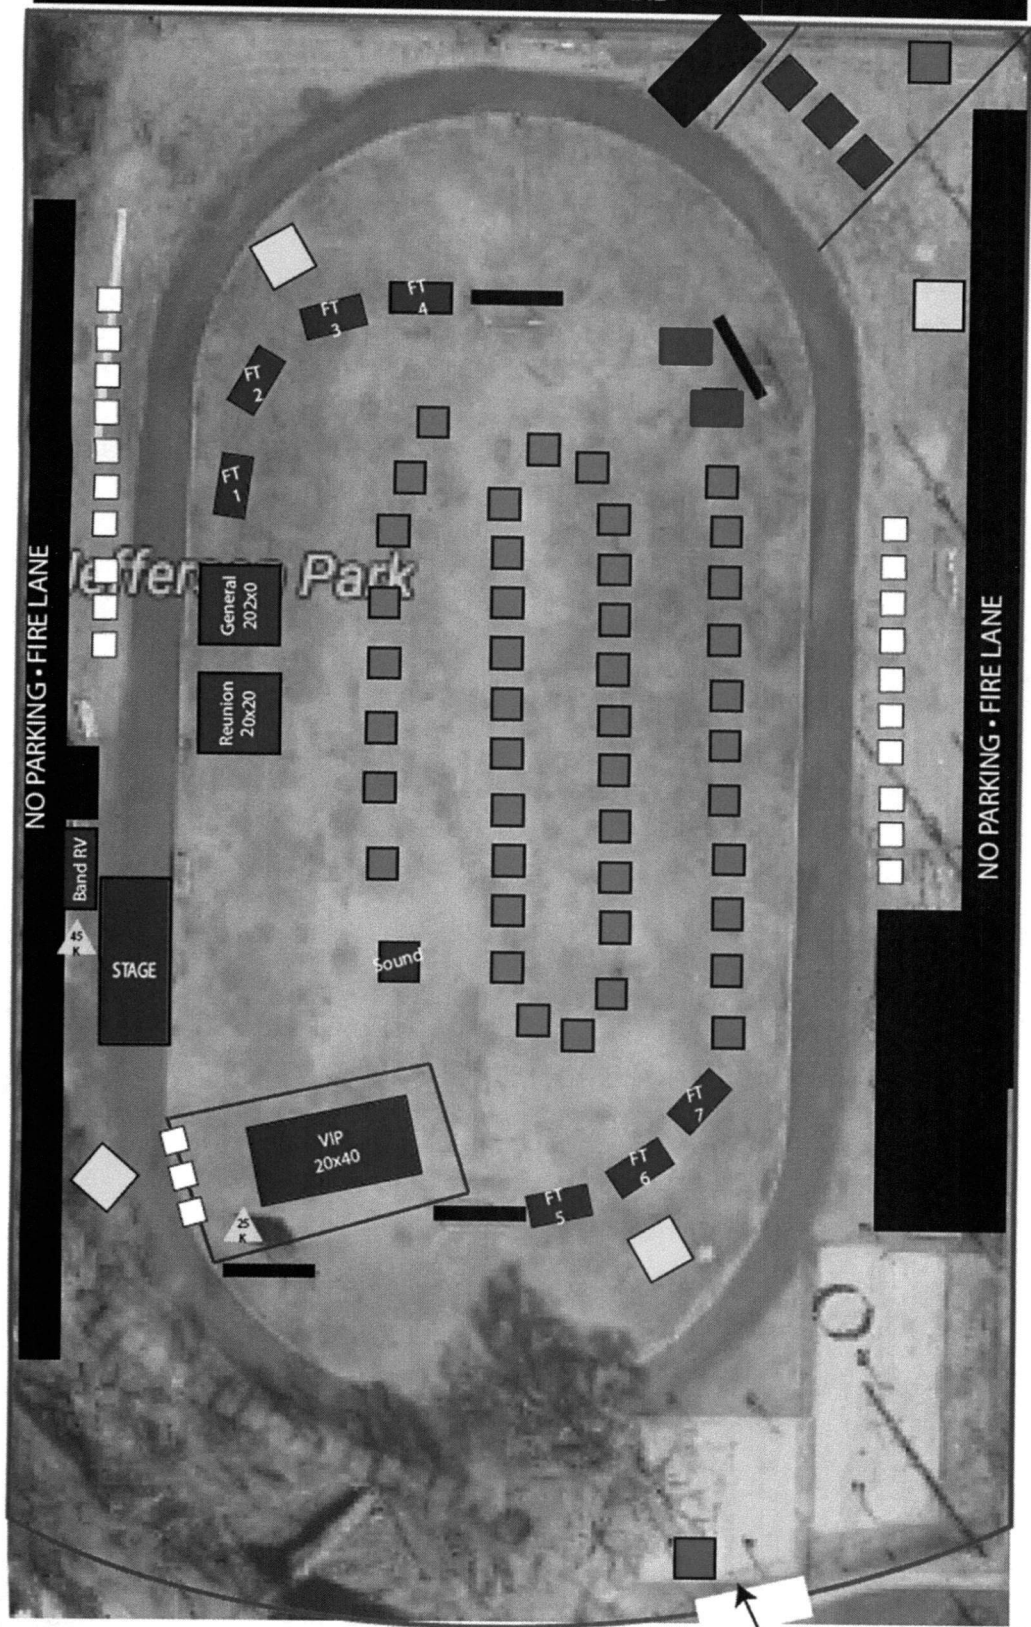 FT
4
FT
3
FT
2
FT
1
Jefferson Park
General
202x0
Reunion
20x20
NO PARKING • FIRE LANE
NO PARKING • FIRE LANE
Band RV
45
K
STAGE
Sound
VIP
20x40
25
K
FT
7
FT
6
FT
5